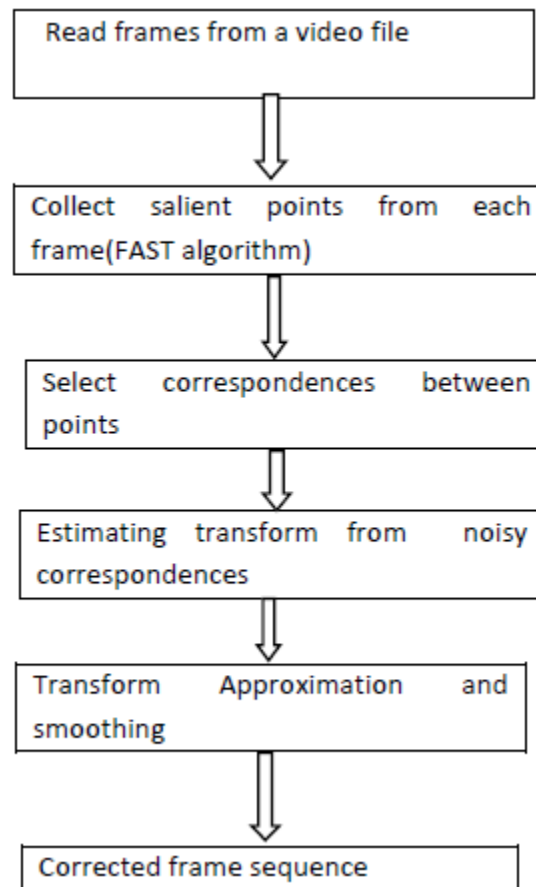 Read frames from a video file
Collect salient points from each
frame(FAST algorithm)
Select correspondences between
points
Estimating transform from noisy
correspondences
Transform Approximation and
smoothing
Corrected frame sequence